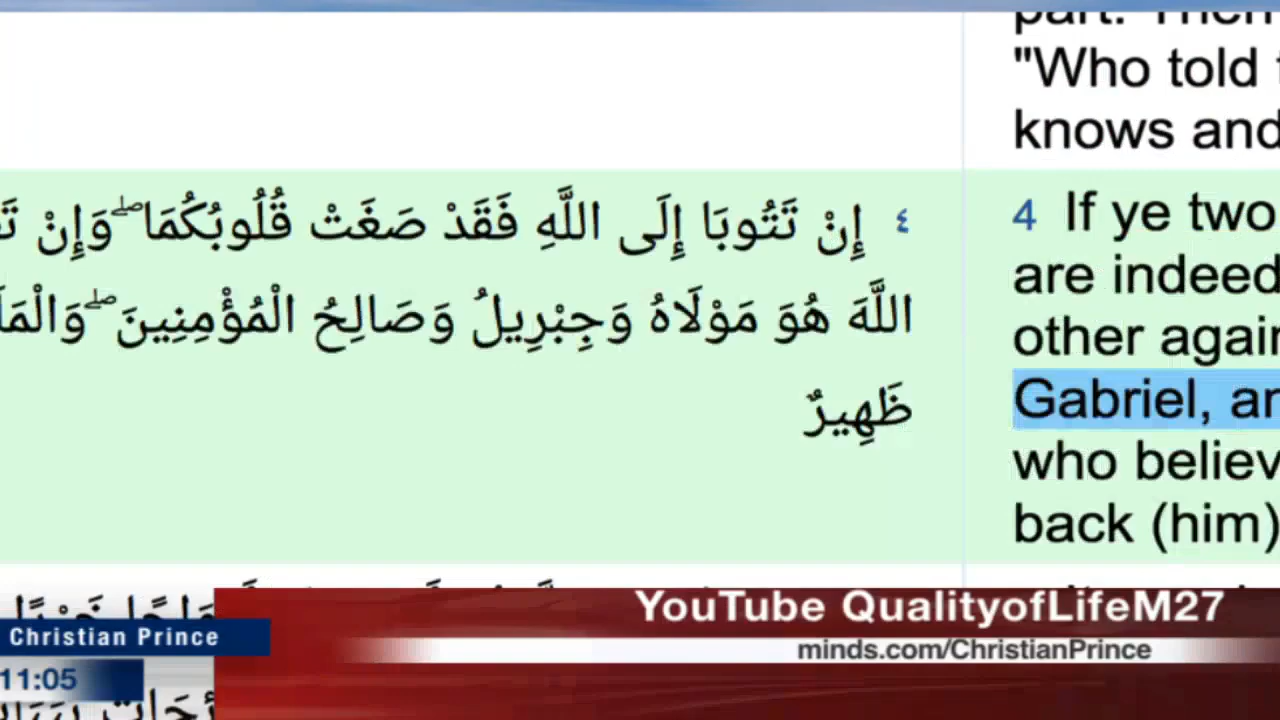 part. Then
"Who told
knows and
٤ إِنْ تَتُوبَا إِلَى اللَّهِ فَقَدْ صَغَتْ قُلُوبُكُمَا ۖ وَإِنْ
اللَّهَ هُوَ مَوْلَاهُ وَجِبْرِيلُ وَصَالِحُ الْمُؤْمِنِينَ ۖ
ظَهِيرٌ
4 If ye two
are indeed
other again
Gabriel, an
who believ
back (him)
YouTube QualityofLifeM27
minds.com/ChristianPrince
Christian Prince
11:05